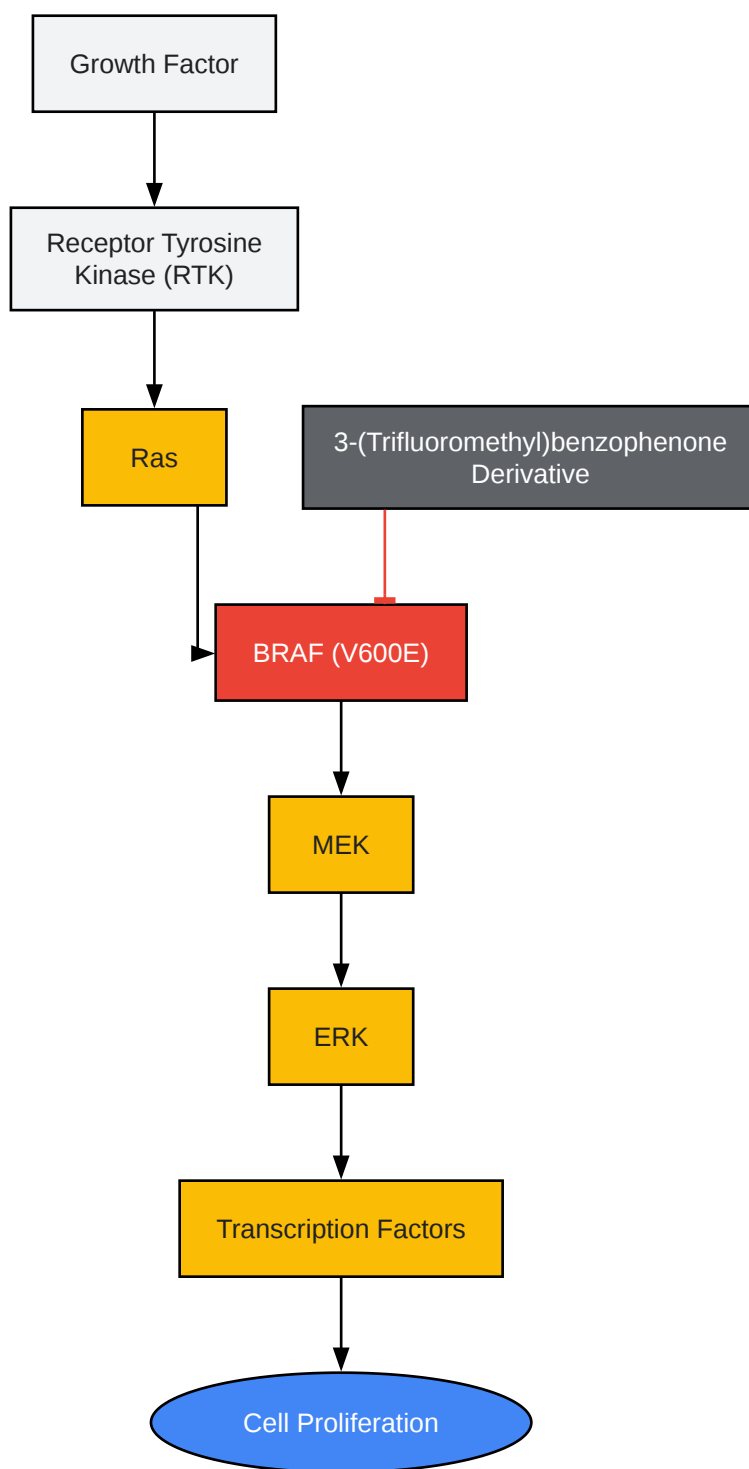 Growth Factor
Receptor Tyrosine
Kinase (RTK)
Ras
3-(Trifluoromethyl)benzophenone
Derivative
BRAF (V600E)
MEK
ERK
Transcription Factors
Cell Proliferation